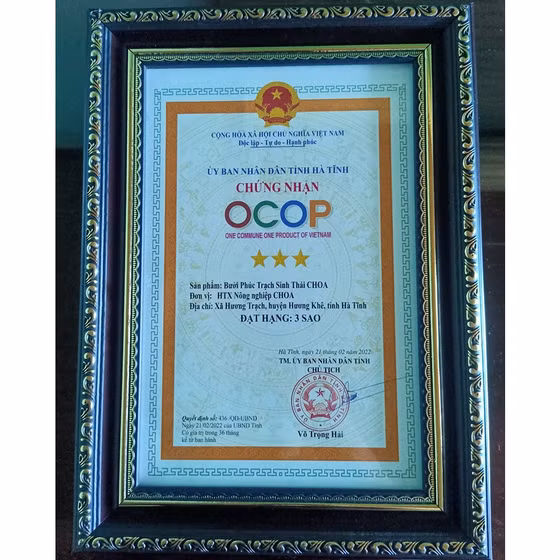 CỘNG HÒA XÃ HỘI CHỦ NGHĨA VIỆT NAM
Độc lập - Tự do - Hạnh phúc
ỦY BAN NHÂN DÂN TỈNH HÀ TĨNH
CHỨNG NHẬN
OCOP
ONE COMMUNE ONE PRODUCT OF VIETNAM
Sản phẩm: Bưởi Phúc Trạch Sinh Thái CHOA
Đơn vị: HTX Nông nghiệp CHOA
Địa chỉ: Xã Hương Trạch, huyện Hương Khê, tỉnh Hà Tĩnh
ĐẠT HẠNG: 3 SAO
Hà Tĩnh, ngày 21 tháng 02 năm 2022
TM. ỦY BAN NHÂN DÂN TỈNH
CHỦ TỊCH
ỦY BAN NHÂN DÂN TỈNH
Võ Trọng Hải
Quyết định số: 436 /QĐ-UBND
Ngày 21/02/2022 của UBND Tỉnh
Có giá trị trong 36 tháng
kể từ ban hành